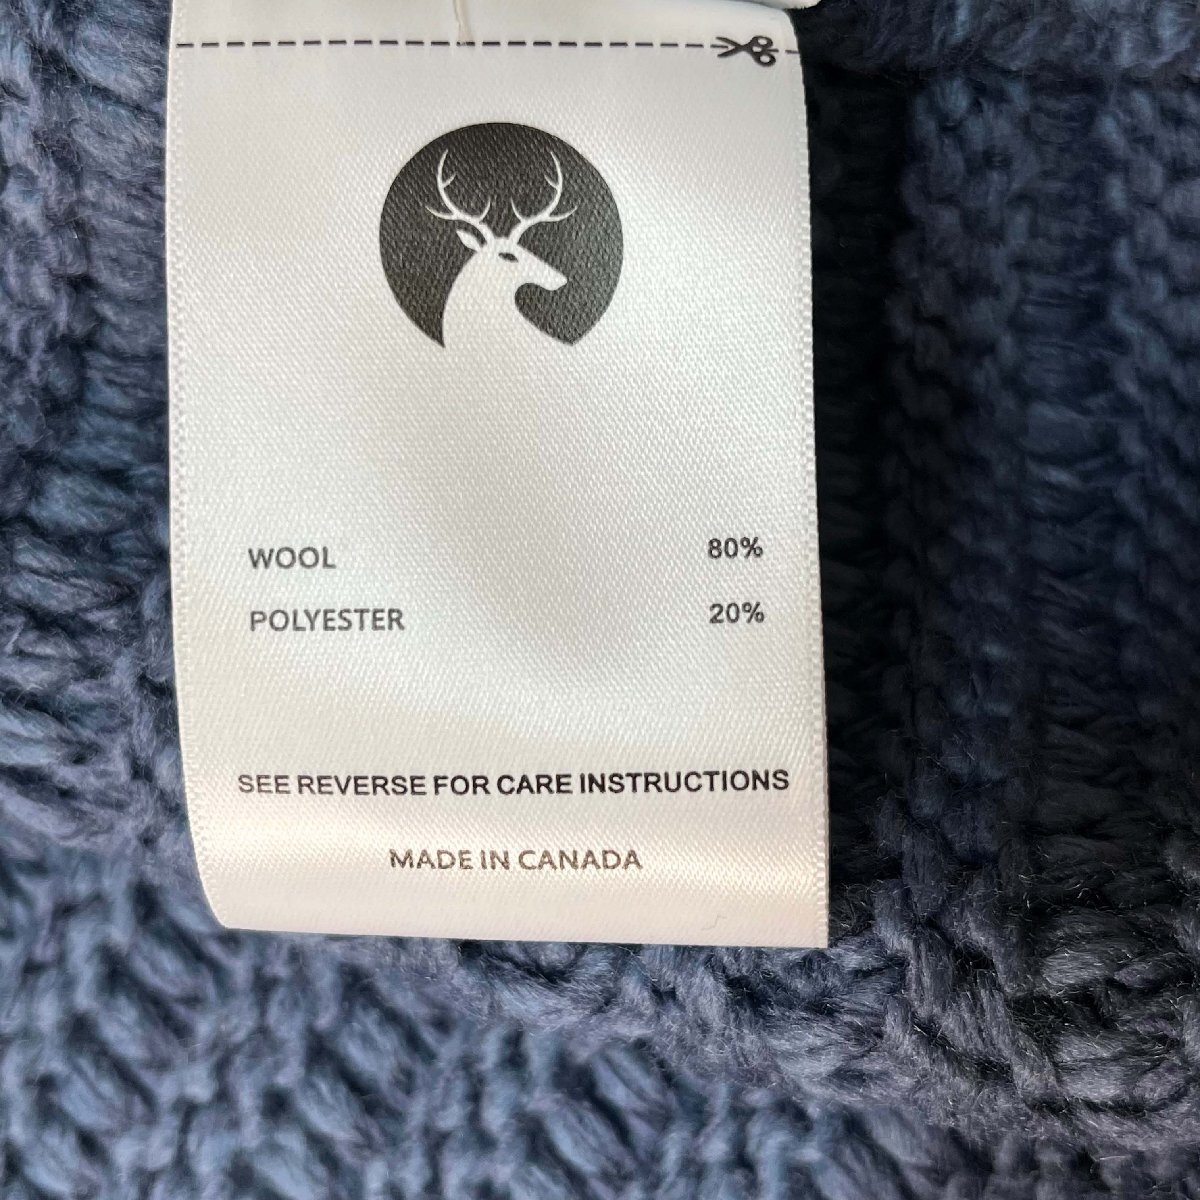 WOOL 80%
POLYESTER 20%
SEE REVERSE FOR CARE INSTRUCTIONS
MADE IN CANADA